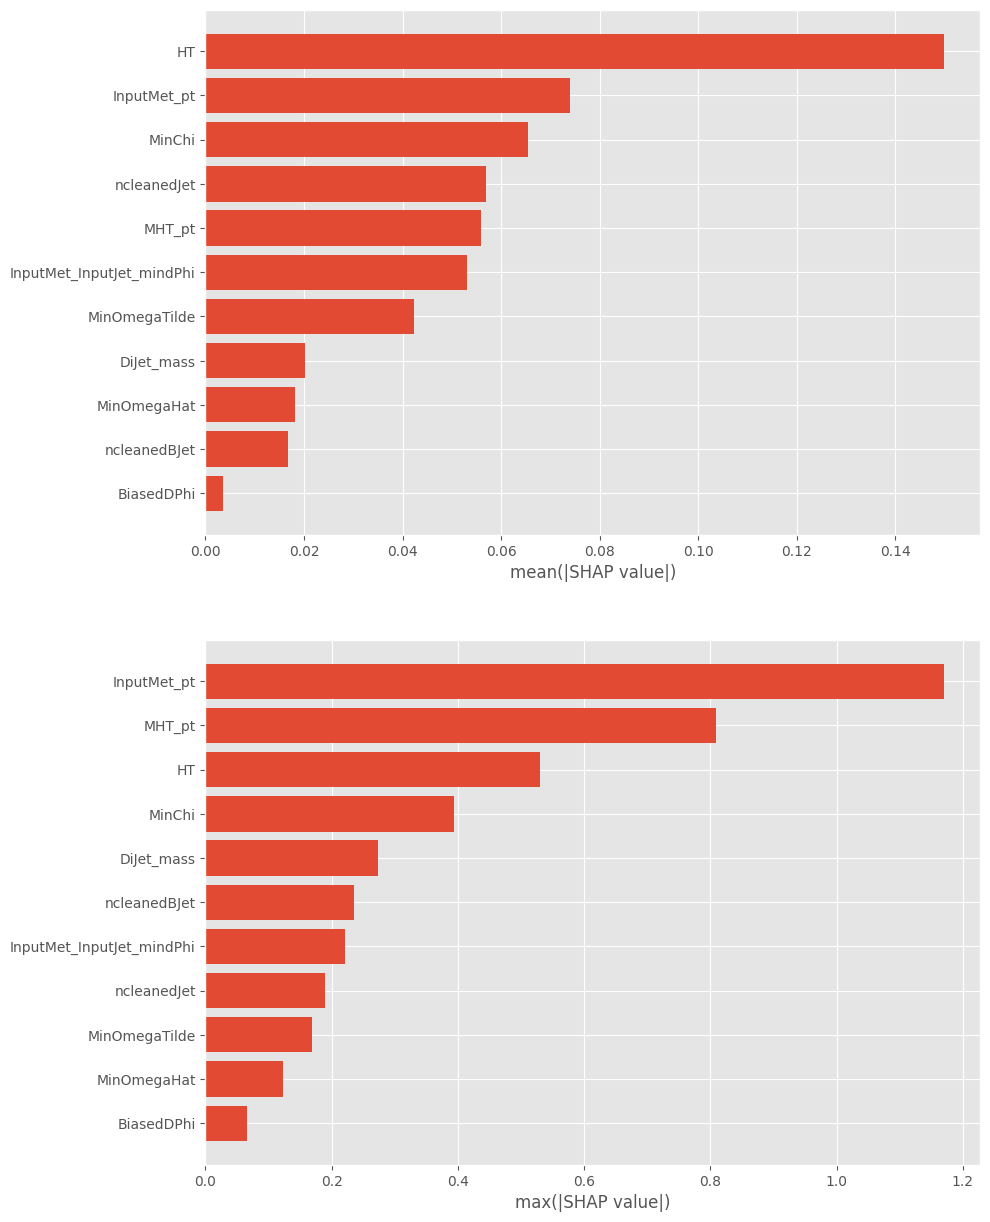 HT
InputMet_pt
MinChi
ncleanedJet
MHT_pt
InputMet_InputJet_mindPhi
MinOmegaTilde
DiJet_mass
MinOmegaHat
ncleanedBJet
BiasedDPhi
0.00 0.02 0.04 0.06 0.08 0.10 0.12 0.14
mean(|SHAP value|)
InputMet_pt
MHT_pt
HT
MinChi
DiJet_mass
ncleanedBJet
InputMet_InputJet_mindPhi
ncleanedJet
MinOmegaTilde
MinOmegaHat
BiasedDPhi
0.0 0.2 0.4 0.6 0.8 1.0 1.2
max(|SHAP value|)